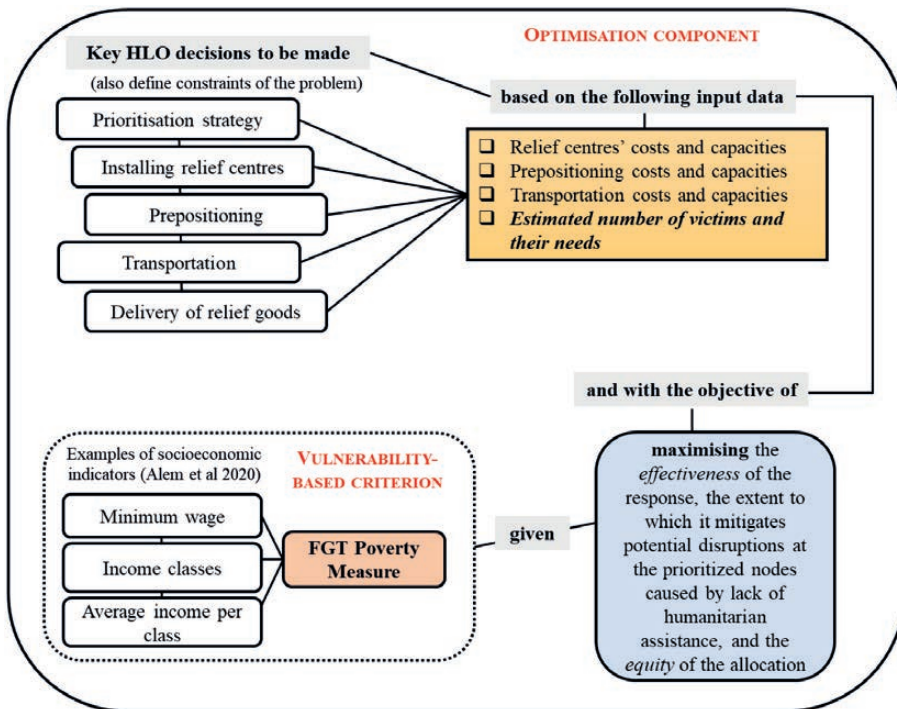 OPTIMISATION COMPONENT
Key HLO decisions to be made
(also define constraints of the problem)
Prioritisation strategy
Installing relief centres
Prepositioning
Transportation
Delivery of relief goods
based on the following input data
❑ Relief centres' costs and capacities
❑ Prepositioning costs and capacities
❑ Transportation costs and capacities
❑ Estimated number of victims and
their needs
and with the objective of
maximising the
effectiveness of the
response, the extent to
which it mitigates
potential disruptions at
the prioritized nodes
caused by lack of
humanitarian
assistance, and the
equity of the allocation
given
VULNERABILITY-
BASED CRITERION
Examples of socioeconomic
indicators (Alem et al 2020)
Minimum wage
Income classes
Average income per
class
FGT Poverty
Measure